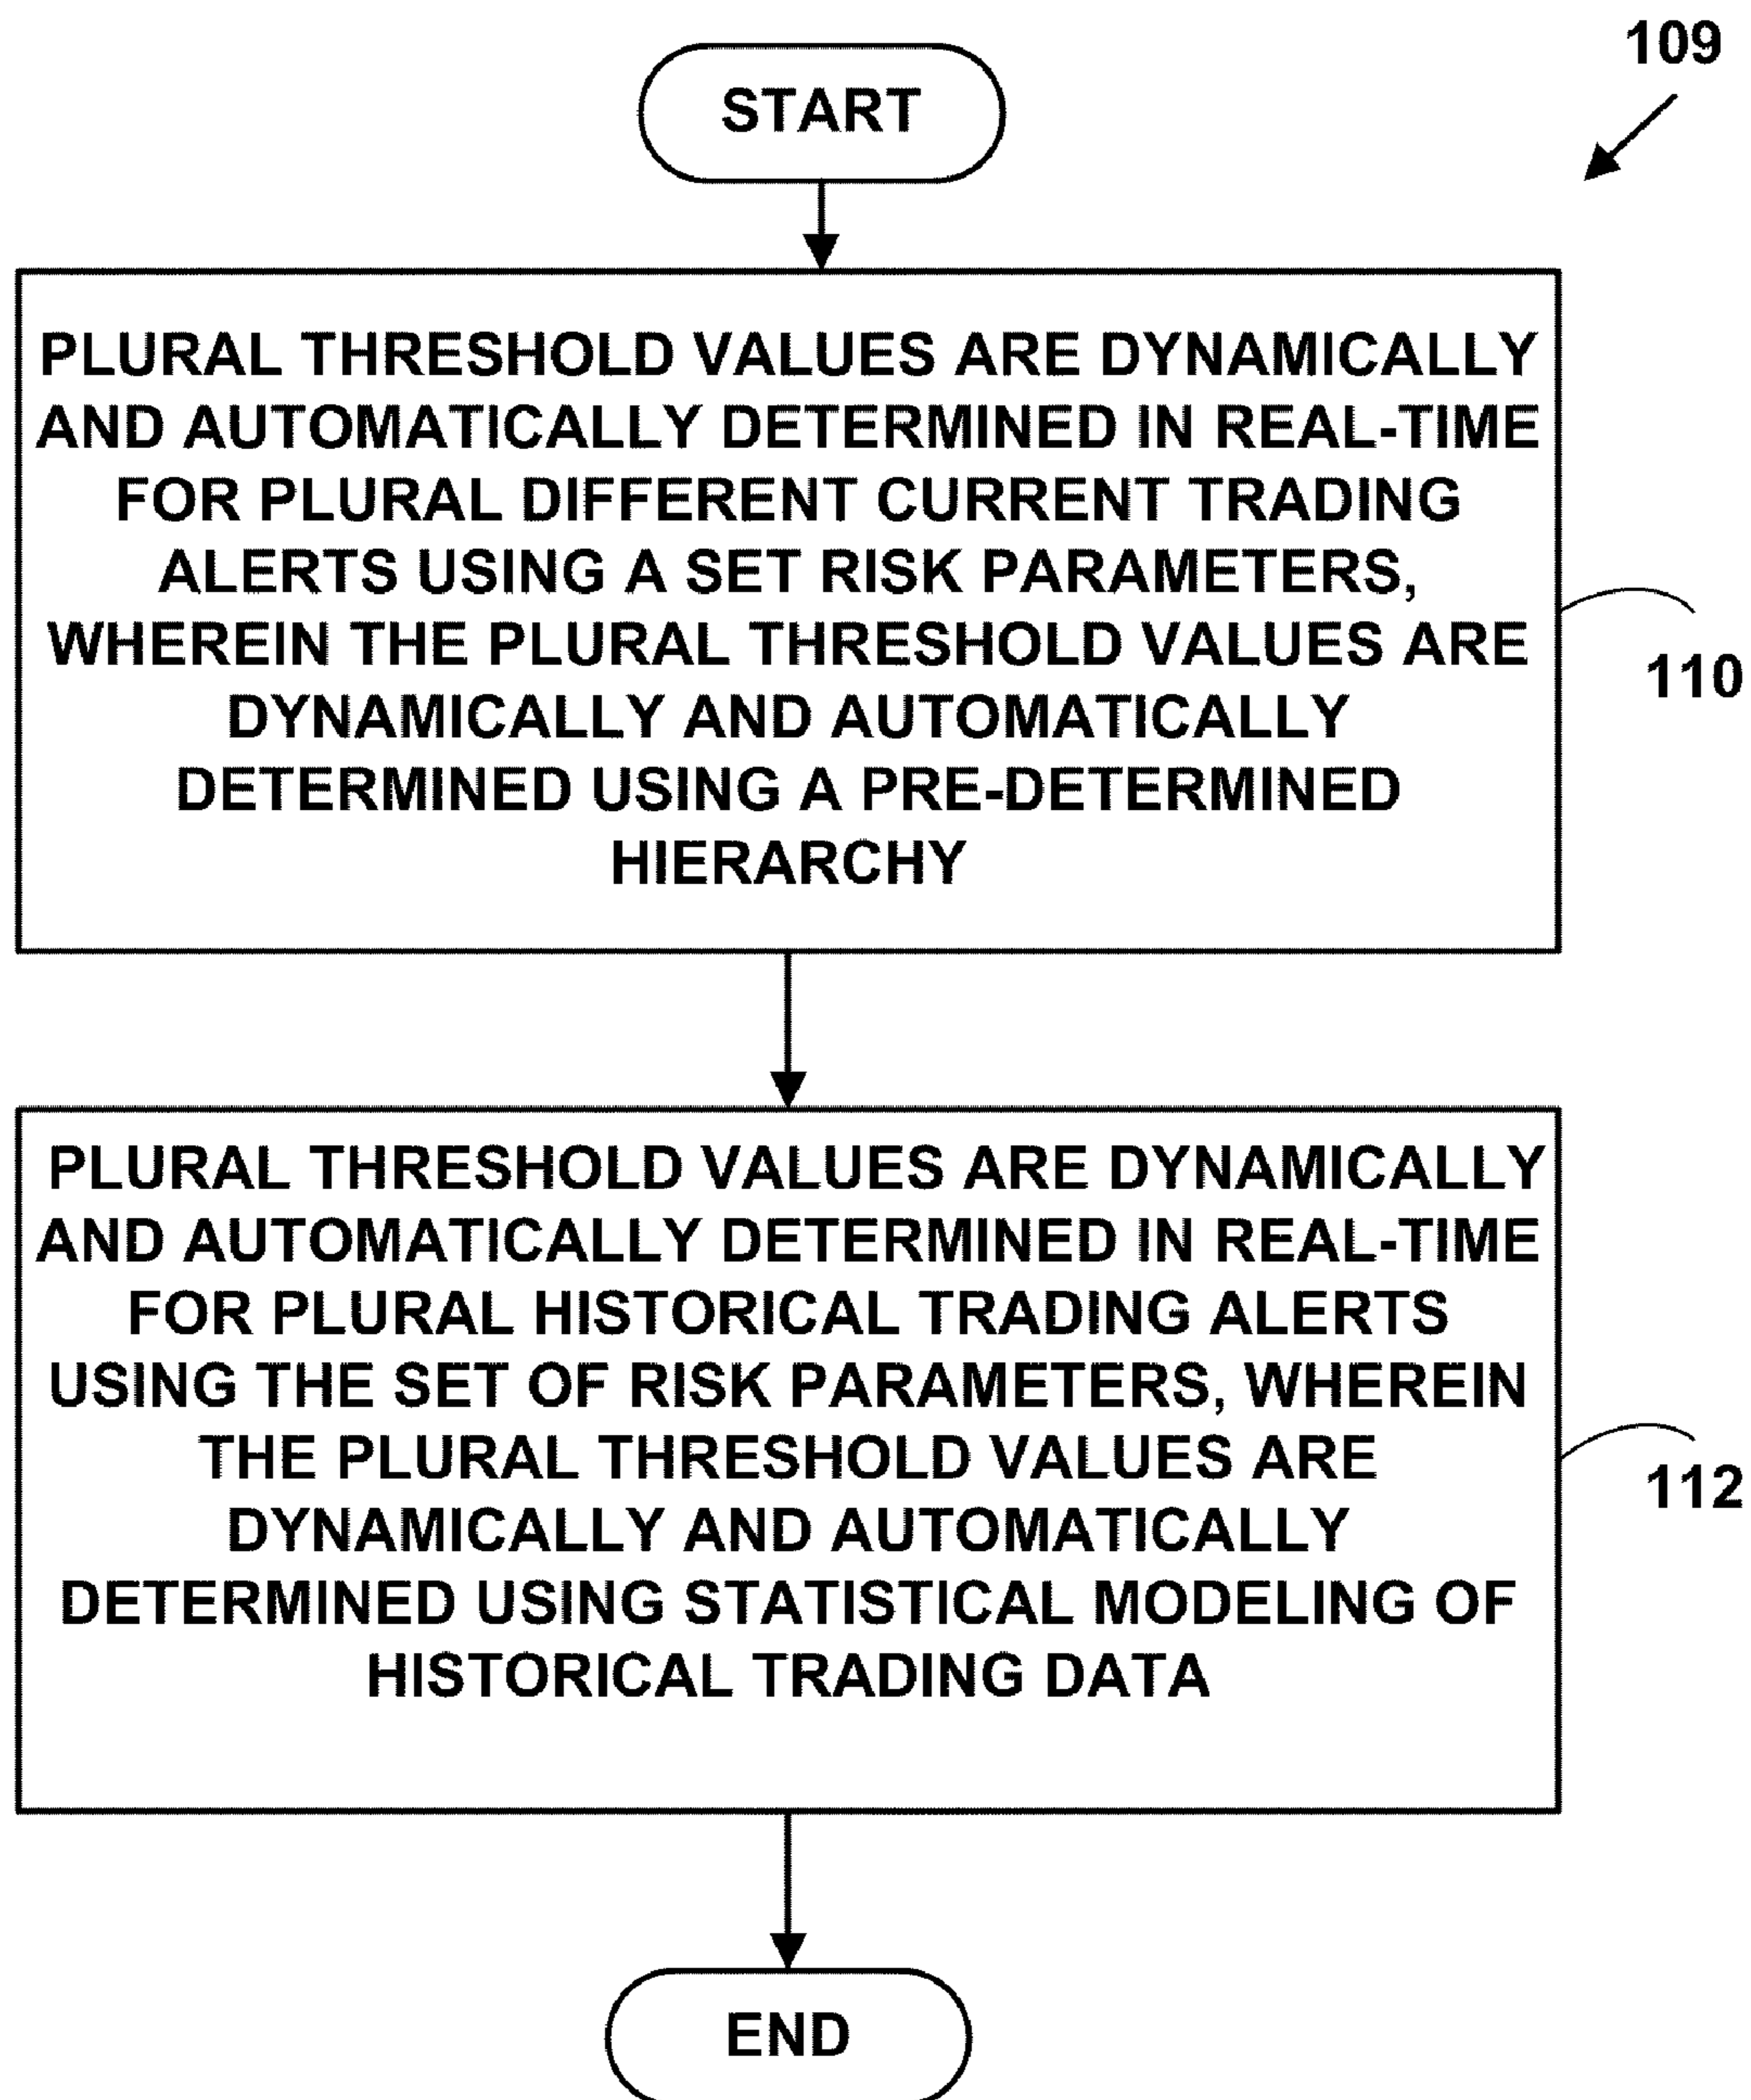 109
START
PLURAL THRESHOLD VALUES ARE DYNAMICALLY
AND AUTOMATICALLY DETERMINED IN REAL-TIME
FOR PLURAL DIFFERENT CURRENT TRADING
ALERTS USING A SET RISK PARAMETERS,
WHEREIN THE PLURAL THRESHOLD VALUES ARE
DYNAMICALLY AND AUTOMATICALLY
DETERMINED USING A PRE-DETERMINED
HIERARCHY
110
PLURAL THRESHOLD VALUES ARE DYNAMICALLY
AND AUTOMATICALLY DETERMINED IN REAL-TIME
FOR PLURAL HISTORICAL TRADING ALERTS
USING THE SET OF RISK PARAMETERS, WHEREIN
THE PLURAL THRESHOLD VALUES ARE
DYNAMICALLY AND AUTOMATICALLY
DETERMINED USING STATISTICAL MODELING OF
HISTORICAL TRADING DATA
112
END